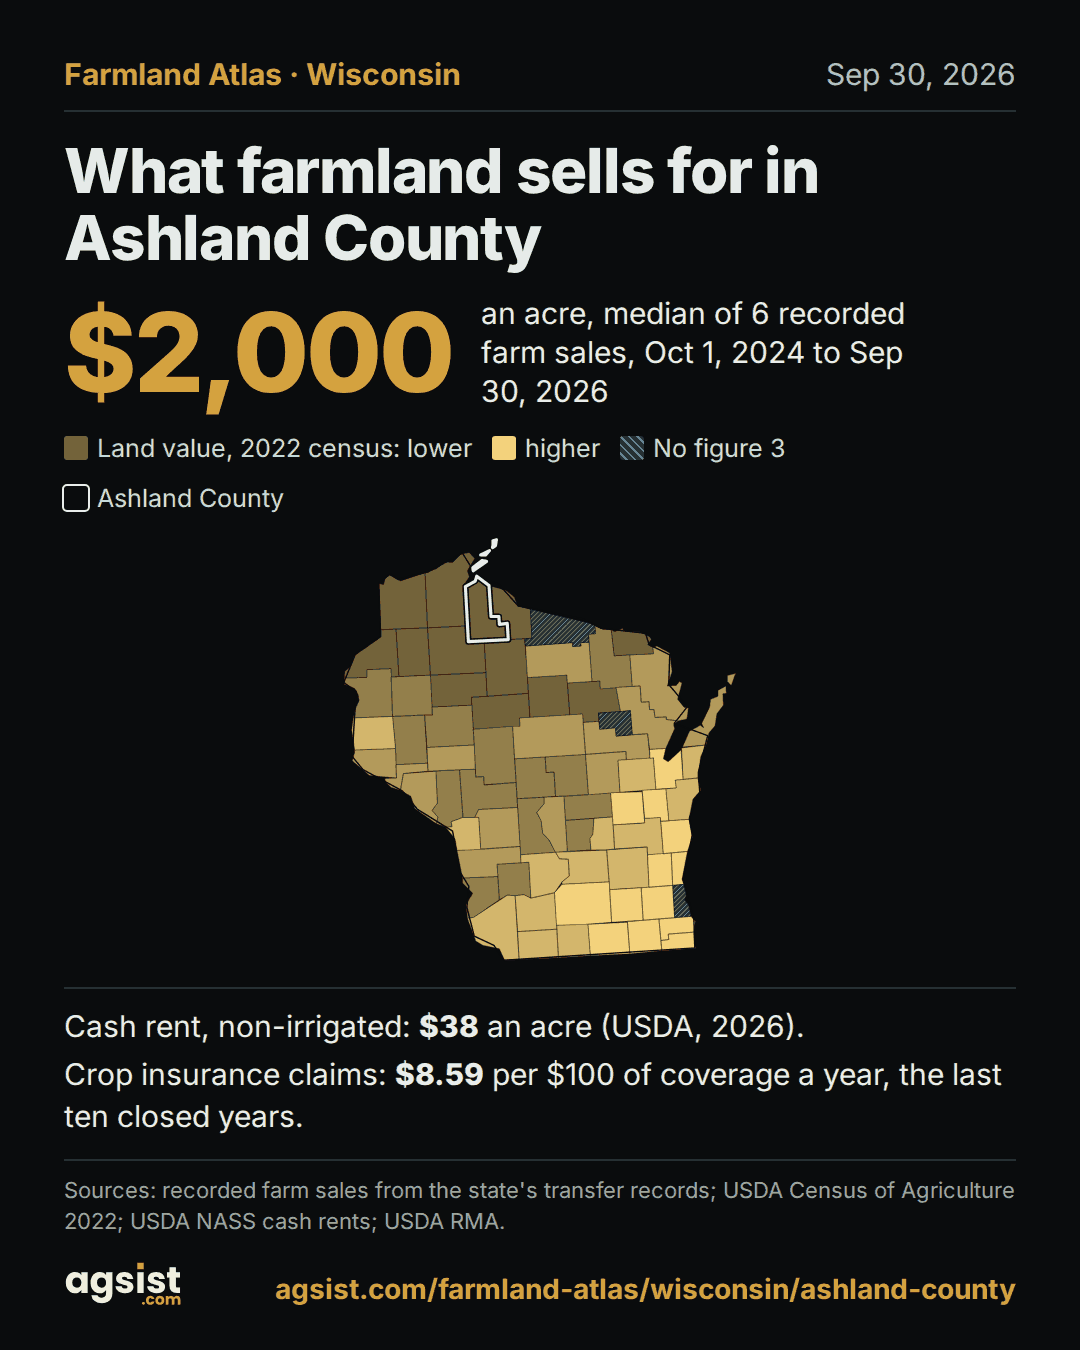 Farmland Atlas · Wisconsin
Sep 30, 2026
What farmland sells for in
Ashland County
$2,000
an acre, median of 6 recorded
farm sales, Oct 1, 2024 to Sep
30, 2026
Land value, 2022 census: lower
higher
No figure 3
Ashland County
Cash rent, non-irrigated: $38 an acre (USDA, 2026).
Crop insurance claims: $8.59 per $100 of coverage a year, the last
ten closed years.
Sources: recorded farm sales from the state's transfer records; USDA Census of Agriculture
2022; USDA NASS cash rents; USDA RMA.
agsist
.com
agsist.com/farmland-atlas/wisconsin/ashland-county